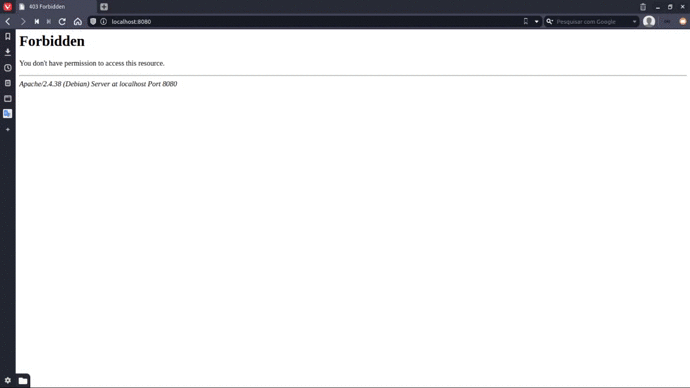 403 Forbidden
localhost:8080
Pesquisar com Google
Forbidden
You don't have permission to access this resource.
Apache/2.4.38 (Debian) Server at localhost Port 8080